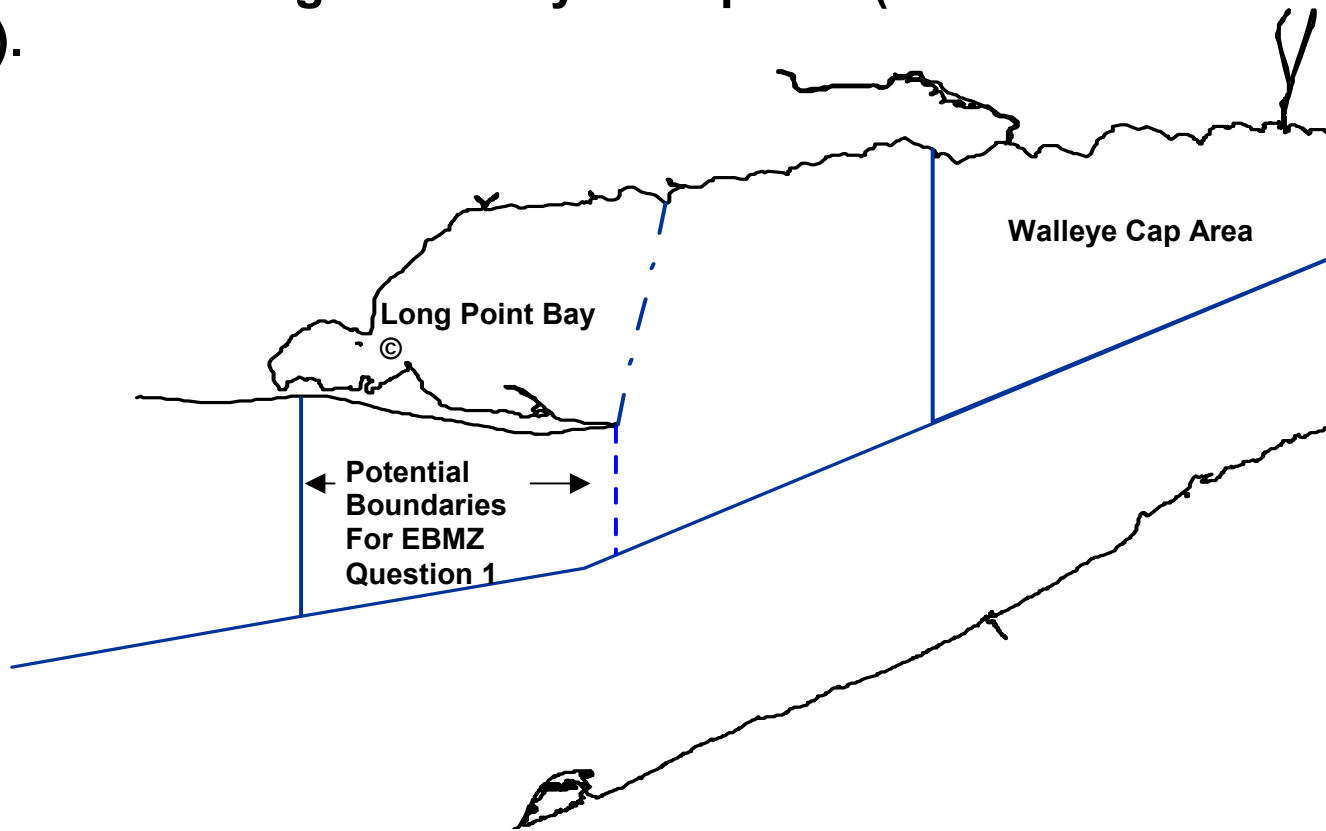 ).
Walleye Cap Area
Long Point Bay
©
Potential
Boundaries
For EBMZ
Question 1